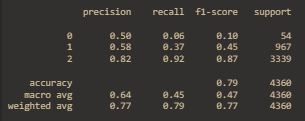 precision recall f1-score support
0 0.50 0.06 0.10 54
1 0.58 0.37 0.45 967
2 0.82 0.92 0.87 3339
accuracy 0.79 4360
macro avg 0.64 0.45 0.47 4360
weighted avg 0.77 0.79 0.77 4360